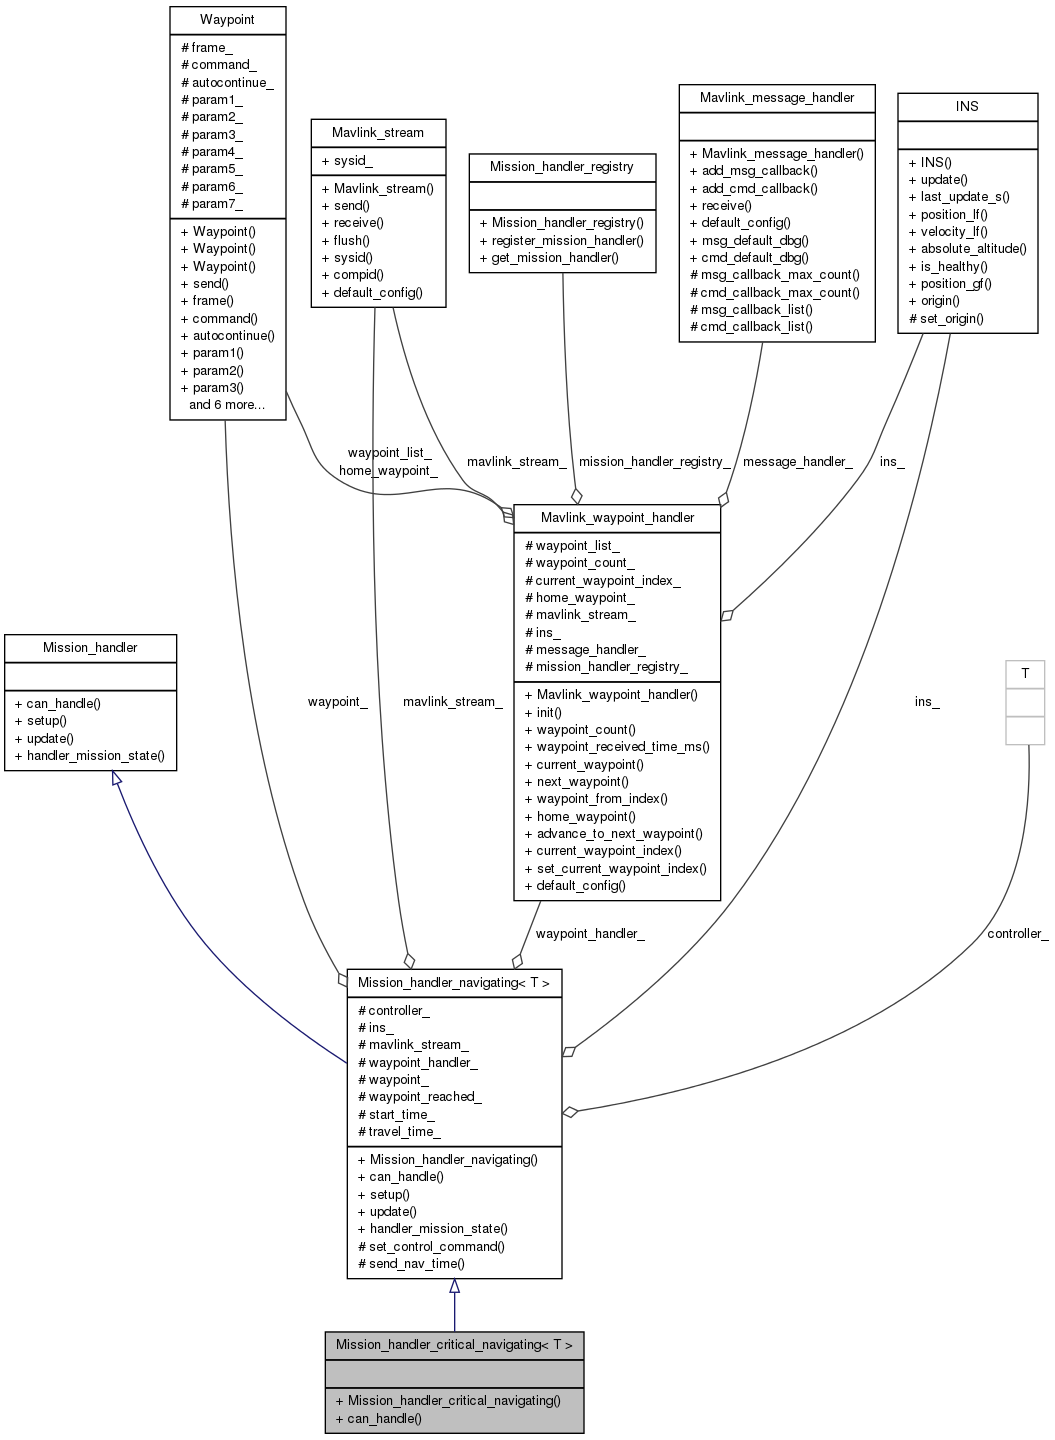 Waypoint
# frame_
# command_
# autocontinue_
# param1_
# param2_
# param3_
# param4_
# param5_
# param6_
# param7_
+ Waypoint()
+ Waypoint()
+ Waypoint()
+ send()
+ frame()
+ command()
+ autocontinue()
+ param1()
+ param2()
+ param3()
and 6 more...
Mavlink_stream
+ sysid_
+ Mavlink_stream()
+ send()
+ receive()
+ flush()
+ sysid()
+ compid()
+ default_config()
Mission_handler_registry
+ Mission_handler_registry()
+ register_mission_handler()
+ get_mission_handler()
Mavlink_message_handler
+ Mavlink_message_handler()
+ add_msg_callback()
+ add_cmd_callback()
+ receive()
+ default_config()
+ msg_default_dbg()
+ cmd_default_dbg()
# msg_callback_max_count()
# cmd_callback_max_count()
# msg_callback_list()
# cmd_callback_list()
INS
+ INS()
+ update()
+ last_update_s()
+ position_lf()
+ velocity_lf()
+ absolute_altitude()
+ is_healthy()
+ position_gf()
+ origin()
# set_origin()
waypoint_list_
home_waypoint_
mavlink_stream_
mission_handler_registry_
message_handler_
ins_
Mavlink_waypoint_handler
# waypoint_list_
# waypoint_count_
# current_waypoint_index_
# home_waypoint_
# mavlink_stream_
# ins_
# message_handler_
# mission_handler_registry_
+ Mavlink_waypoint_handler()
+ init()
+ waypoint_count()
+ waypoint_received_time_ms()
+ current_waypoint()
+ next_waypoint()
+ waypoint_from_index()
+ home_waypoint()
+ advance_to_next_waypoint()
+ current_waypoint_index()
+ set_current_waypoint_index()
+ default_config()
Mission_handler
+ can_handle()
+ setup()
+ update()
+ handler_mission_state()
waypoint_
mavlink_stream_
ins_
T
waypoint_handler_
controller_
Mission_handler_navigating< T >
# controller_
# ins_
# mavlink_stream_
# waypoint_handler_
# waypoint_
# waypoint_reached_
# start_time_
# travel_time_
+ Mission_handler_navigating()
+ can_handle()
+ setup()
+ update()
+ handler_mission_state()
# set_control_command()
# send_nav_time()
Mission_handler_critical_navigating< T >
+ Mission_handler_critical_navigating()
+ can_handle()